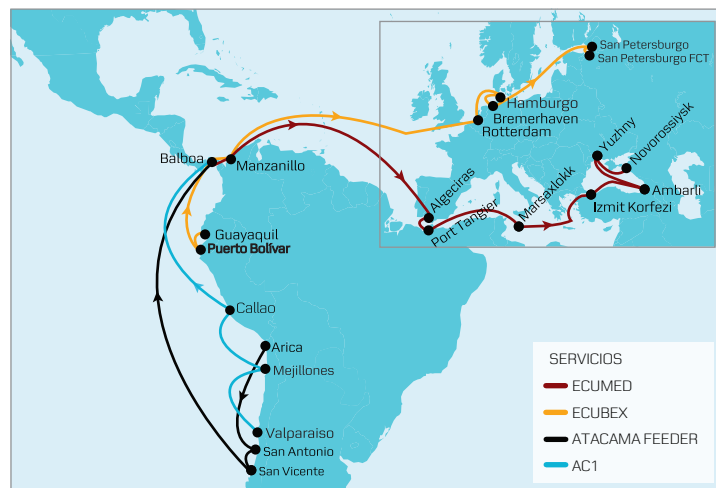 San Petersburgo
San Petersburgo FCT
Hamburgo
Bremerhaven
Rotterdam
Yuzhny
Novorossiysk
Balboa
Manzanillo
Algeciras
Port Tangier
Marsaxlokk
Ambarli
Izmit Korfezi
Guayaquil
Puerto Bolívar
Callao
Arica
Mejillones
Valparaiso
San Antonio
San Vicente
SERVICIOS
ECUMED
ECUBEX
ATACAMA FEEDER
AC1